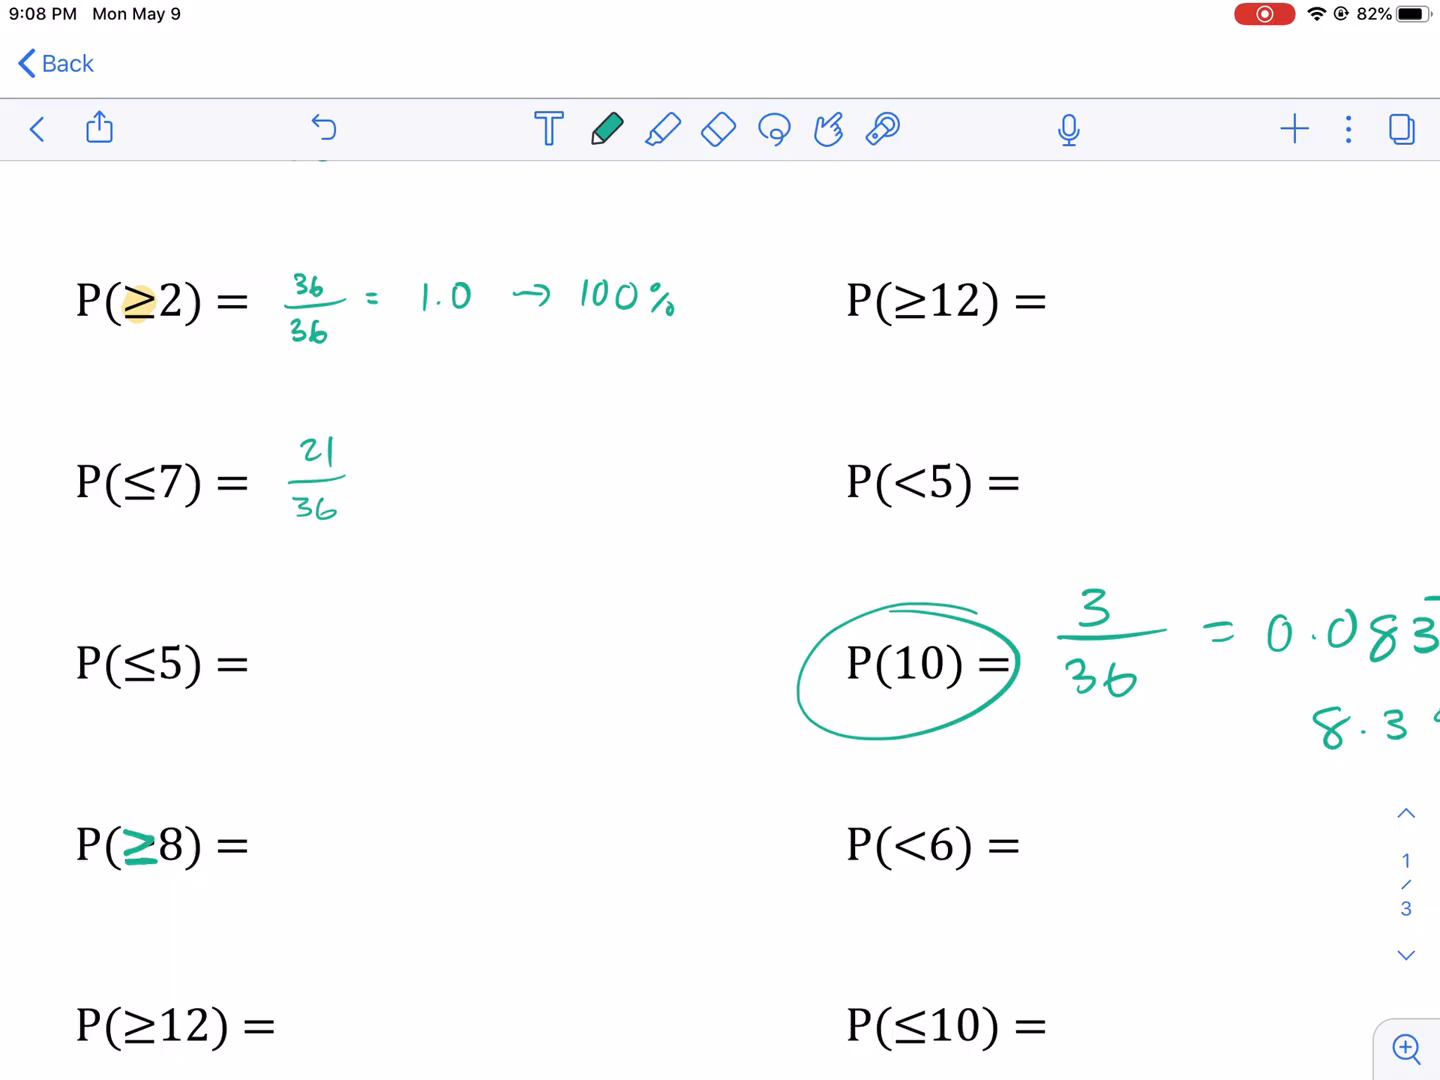 9:08 PM Mon May 9
82%
Back
P(≥2) = 36/36 = 1.0 → 100%
P(≥12) =
P(≤7) = 21/36
P(<5) =
P(≤5) =
P(10) = 3/36 = 0.083
8.3
P(≥8) =
P(<6) =
1
/
3
P(≥12) =
P(≤10) =